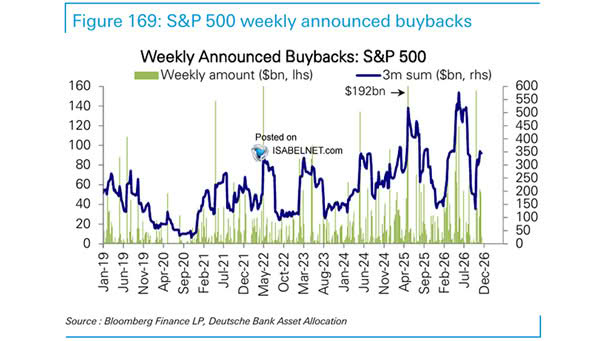 Figure 169: S&P 500 weekly announced buybacks
Weekly Announced Buybacks: S&P 500
Weekly amount ($bn, lhs)
3m sum ($bn, rhs)
$192bn
Posted on
ISABELNET.com
160
140
120
100
80
60
40
20
0
600
550
500
450
400
350
300
250
200
150
100
50
0
Jan-19
Jun-19
Nov-19
Apr-20
Sep-20
Feb-21
Jul-21
Dec-21
May-22
Oct-22
Mar-23
Aug-23
Jan-24
Jun-24
Nov-24
Apr-25
Sep-25
Feb-26
Jul-26
Dec-26
Source : Bloomberg Finance LP, Deutsche Bank Asset Allocation